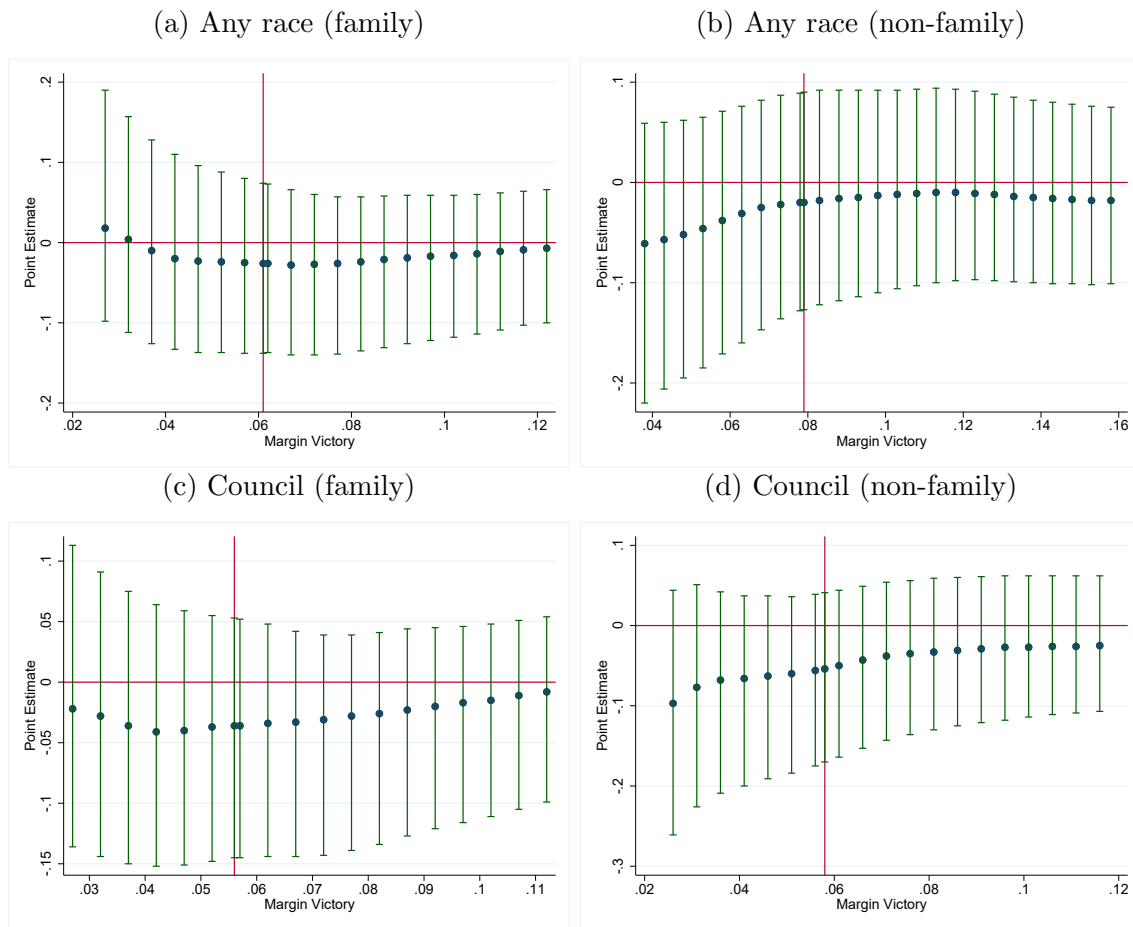 (a) Any race (family)
.2
.1
0
-.1
-.2
Point Estimate
.02 .04 .06 .08 .1 .12
Margin Victory
(b) Any race (non-family)
.1
0
-.1
-.2
Point Estimate
.04 .06 .08 .1 .12 .14 .16
Margin Victory
(c) Council (family)
.1
.05
0
-.05
-.1
-.15
Point Estimate
.03 .04 .05 .06 .07 .08 .09 .1 .11
Margin Victory
(d) Council (non-family)
.1
0
-.1
-.2
-.3
Point Estimate
.02 .04 .06 .08 .1 .12
Margin Victory